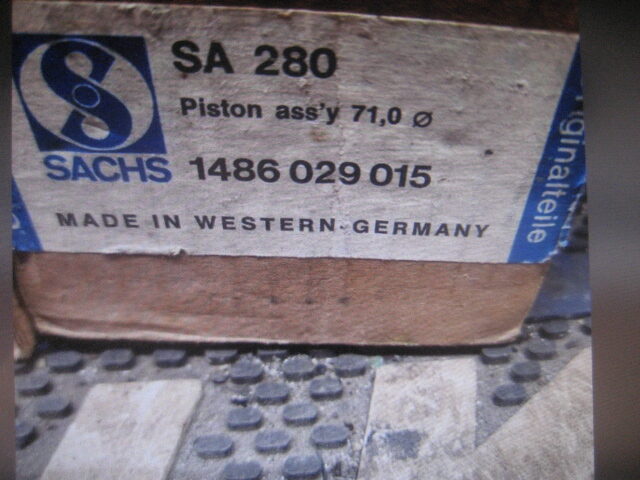 SA 280
Piston ass'y 71,0 ø
SACHS 1486 029 015
MADE IN WESTERN-GERMANY
iginalteile